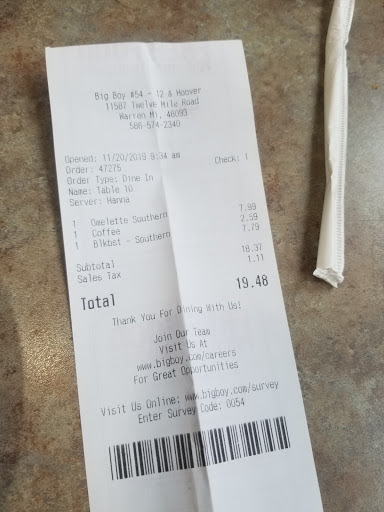 Big Boy #54 - 12 & Hoover
11587 Twelve Mile Road
Warren MI, 48093
586-574-2340
Opened: 11/20/2019 9:34 am
Order: 47275 Check: 1
Order Type: Dine In
Name: Table 10
Server: Hanna
1 Omelette Southern 7.99
1 Coffee 2.59
1 Blkbst - Southern 7.79
Subtotal 18.37
Sales Tax 1.11
Total 19.48
Thank You For Dining With Us!
Join Our Team
Visit Us At
www.bigboy.com/careers
For Great Opportunities
Visit Us Online: www.bigboy.com/survey
Enter Survey Code: 0054